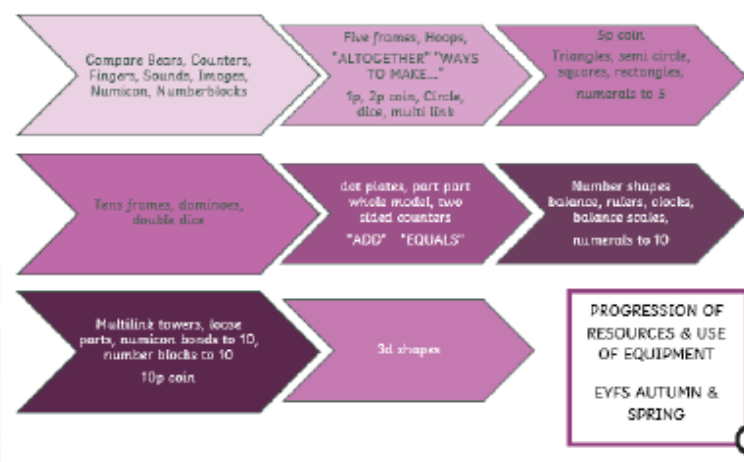 Compare Bears, Counters,
Fingers, Sounds, Images,
Numicon, Numberblocks
Five frames, Hoops,
"ALTOGETHER" "WAYS
TO MAKE..."
1p, 2p coin, Circle,
dice, multi link
5p coin
Triangles, semi circle,
squares, rectangles,
numerals to 5
Tens frames, dominoes,
double dice
dot plates, part part
whole model, two
sided counters
"ADD" "EQUALS"
Number shapes
balance, rulers, clocks,
balance scales,
numerals to 10
Multilink towers, loose
parts, numicon bonds to 10,
number blocks to 10
10p coin
3d shapes
PROGRESSION OF
RESOURCES & USE
OF EQUIPMENT
EYFS AUTUMN &
SPRING